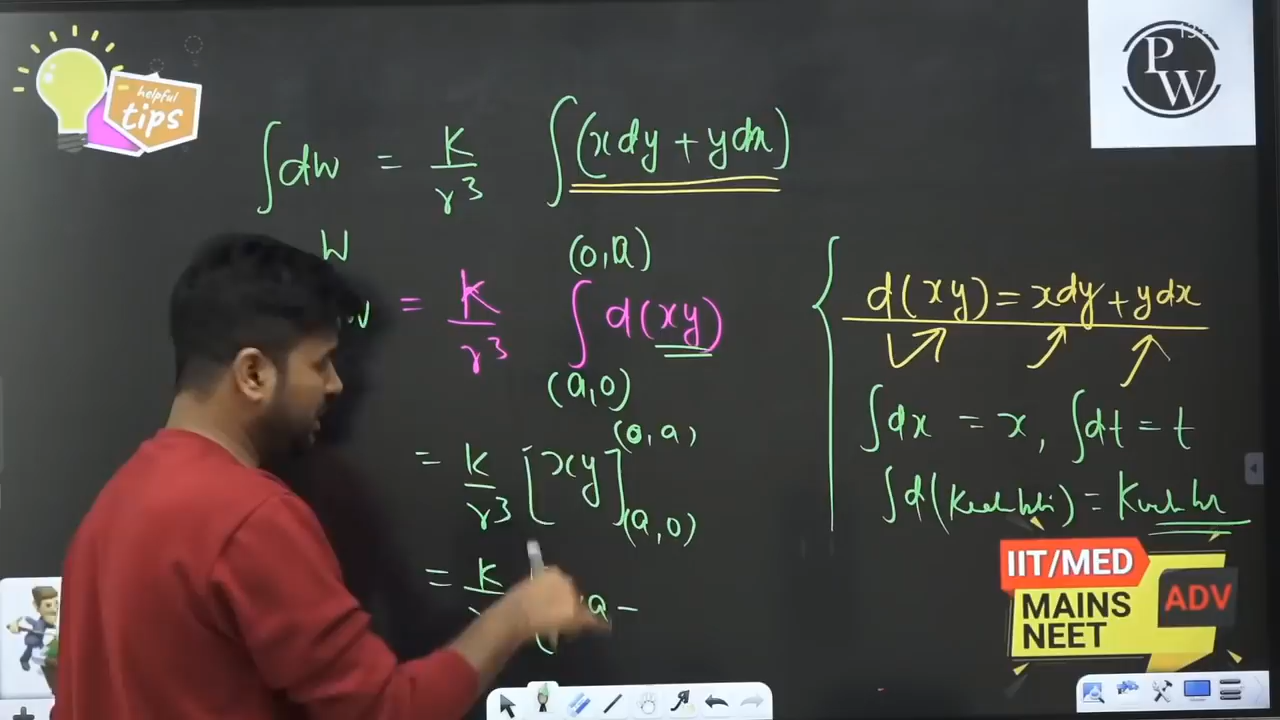 helpful
tips
PW
∫dw = K/r³ ∫(xdy + ydx)
W
= K/r³ ∫ d(xy)
(0,a)
(a,0)
= K/r³ [xy]
(0,a)
(a,0)
= K
a −
d(xy) = xdy + ydx
∫dx = x, ∫dt = t
IIT/MED
MAINS
NEET
ADV